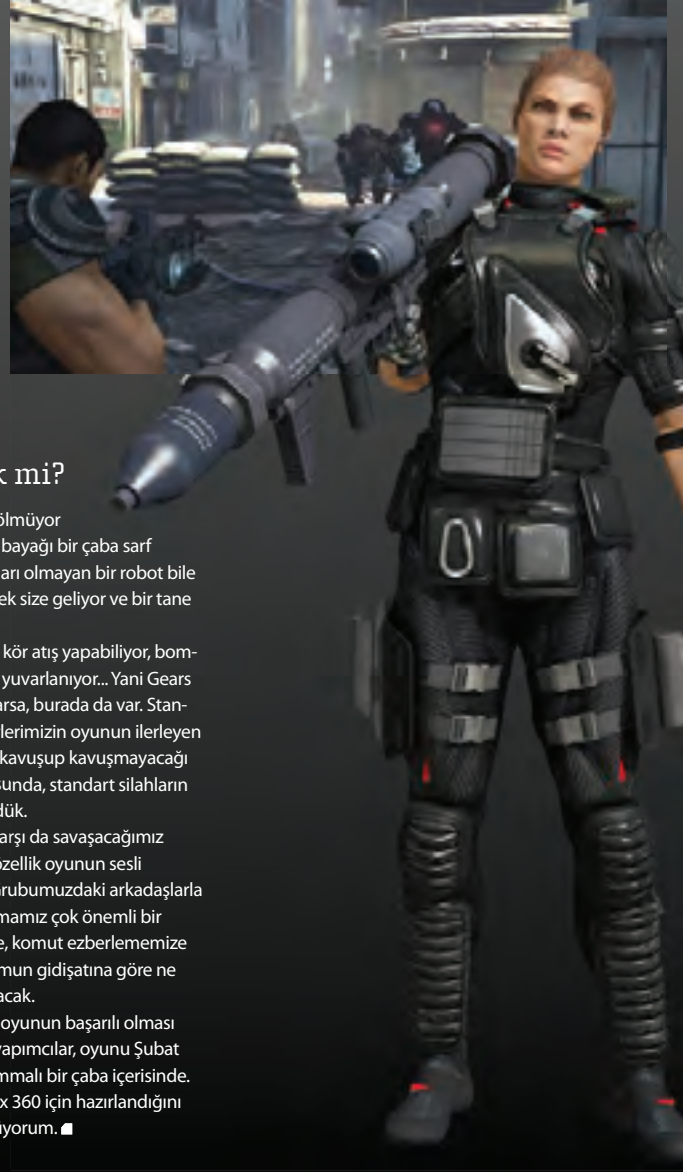 k mi?
ölmüyor
bayağı bir çaba sarf
arı olmayan bir robot bile
ek size geliyor ve bir tane
kör atış yapabiliyor, bom-
yuvarlanıyor... Yani Gears
arsa, burada da var. Stan-
lerimizin oyunun ilerleyen
kavuşup kavuşmayacağı
sunda, standart silahların
dük.
arşı da savaşacağımız
özellik oyunun sesli
rubumuzdaki arkadaşlarla
mamız çok önemli bir
e, komut ezberlememize
mun gidişatına göre ne
acak.
oyunun başarılı olması
yapımcılar, oyunu Şubat
mmalı bir çaba içerisinde.
x 360 için hazırlandığını
ıyorum.